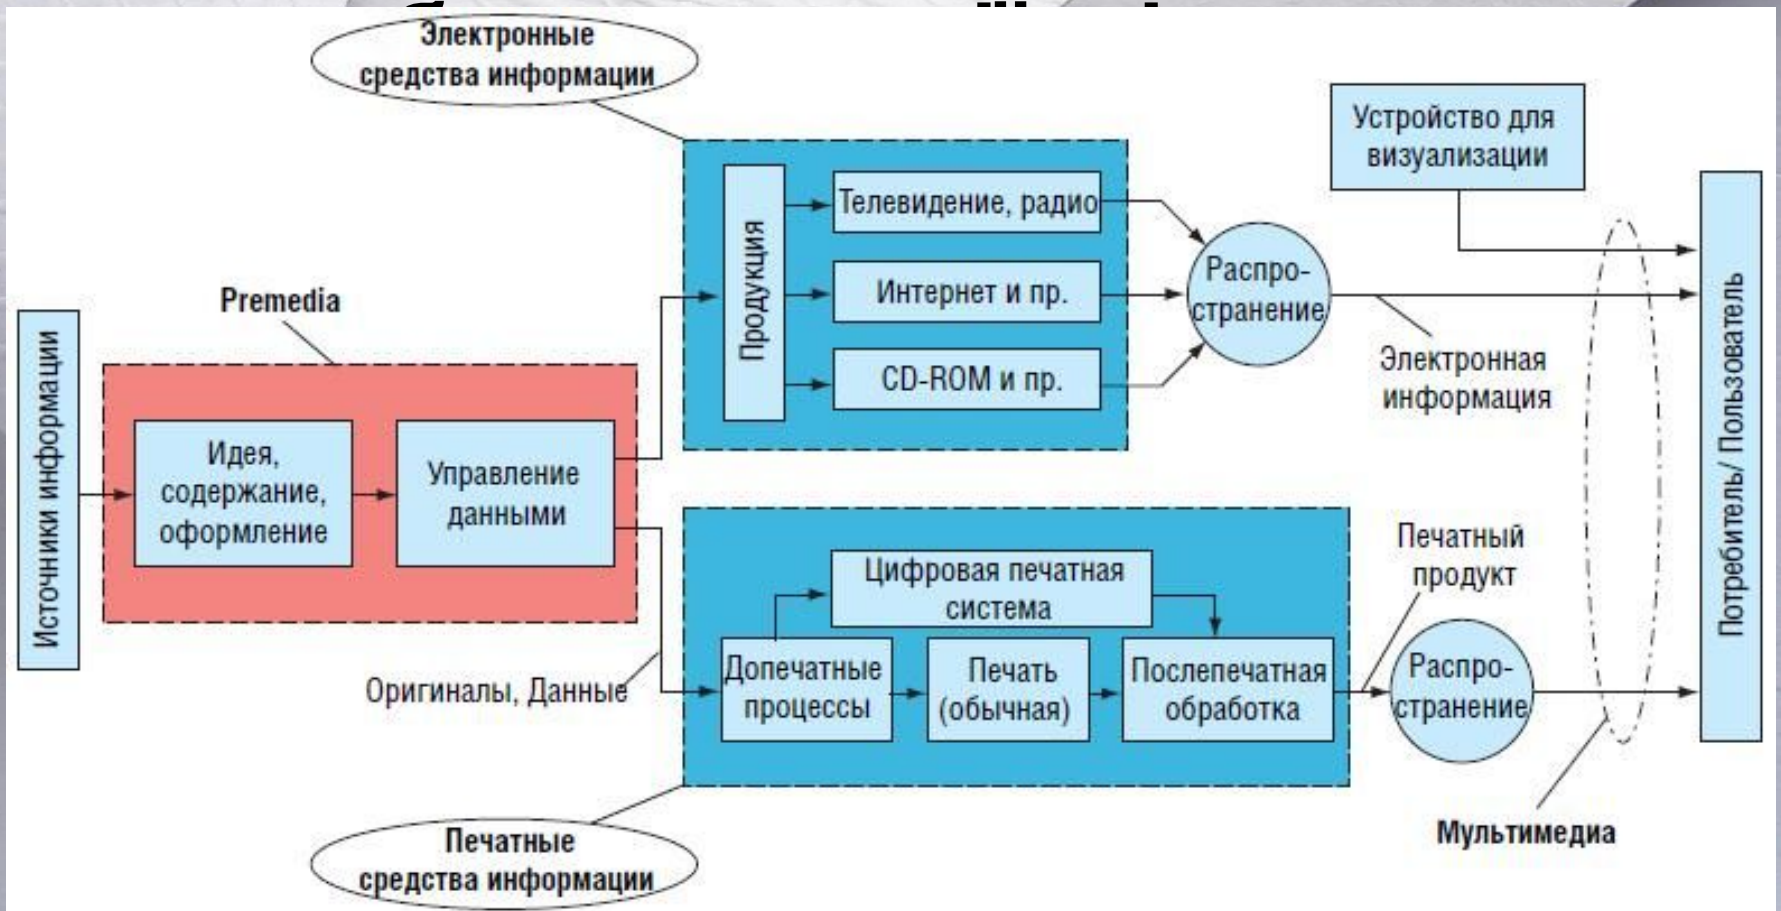 Электронные
средства информации
Устройство для
визуализации
Телевидение, радио
Продукция
Распро-
странение
Интернет и пр.
Premedia
CD-ROM и пр.
Электронная
информация
Источники информации
Потребитель/ Пользователь
Идея,
содержание,
оформление
Управление
данными
Печатный
продукт
Цифровая печатная
система
Допечатные
процессы
Печать
(обычная)
Послепечатная
обработка
Распро-
странение
Оригиналы, Данные
Мультимедиа
Печатные
средства информации